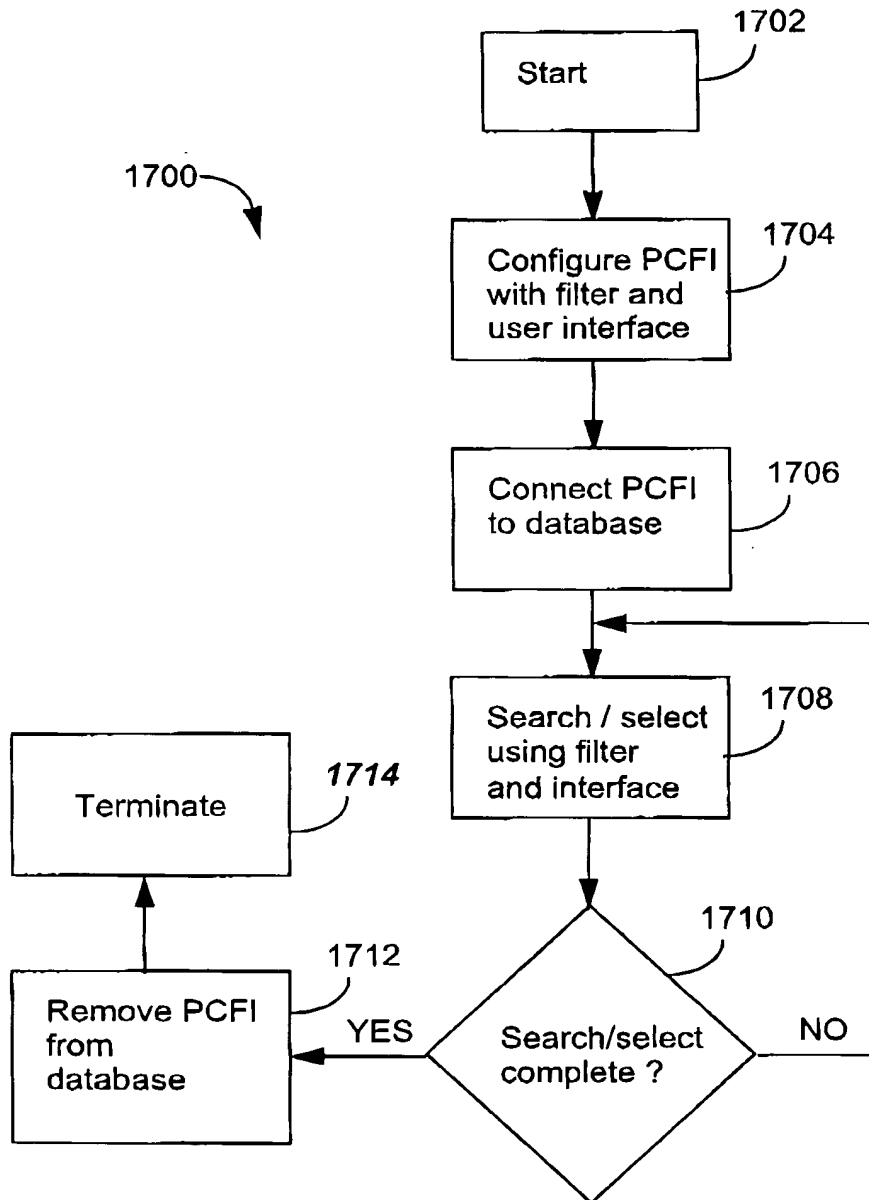 1702
Start
1700
1704
Configure PCFI
with filter and
user interface
1706
Connect PCFI
to database
1708
Search / select
using filter
and interface
1714
Terminate
1710
1712
Remove PCFI
from
database
YES
Search/select
complete ?
NO